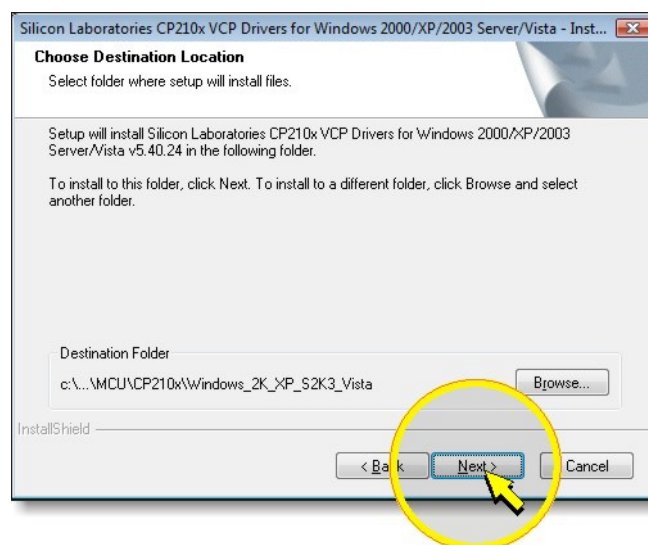 Silicon Laboratories CP210x VCP Drivers for Windows 2000/XP/2003 Server/Vista - Inst...
Choose Destination Location
Select folder where setup will install files.
Setup will install Silicon Laboratories CP210x VCP Drivers for Windows 2000/XP/2003
Server/Vista v5.40.24 in the following folder.
To install to this folder, click Next. To install to a different folder, click Browse and select
another folder.
Destination Folder
c:\...\MCU\CP210x\Windows_2K_XP_S2K3_Vista
Browse...
InstallShield
< Back
Next >
Cancel